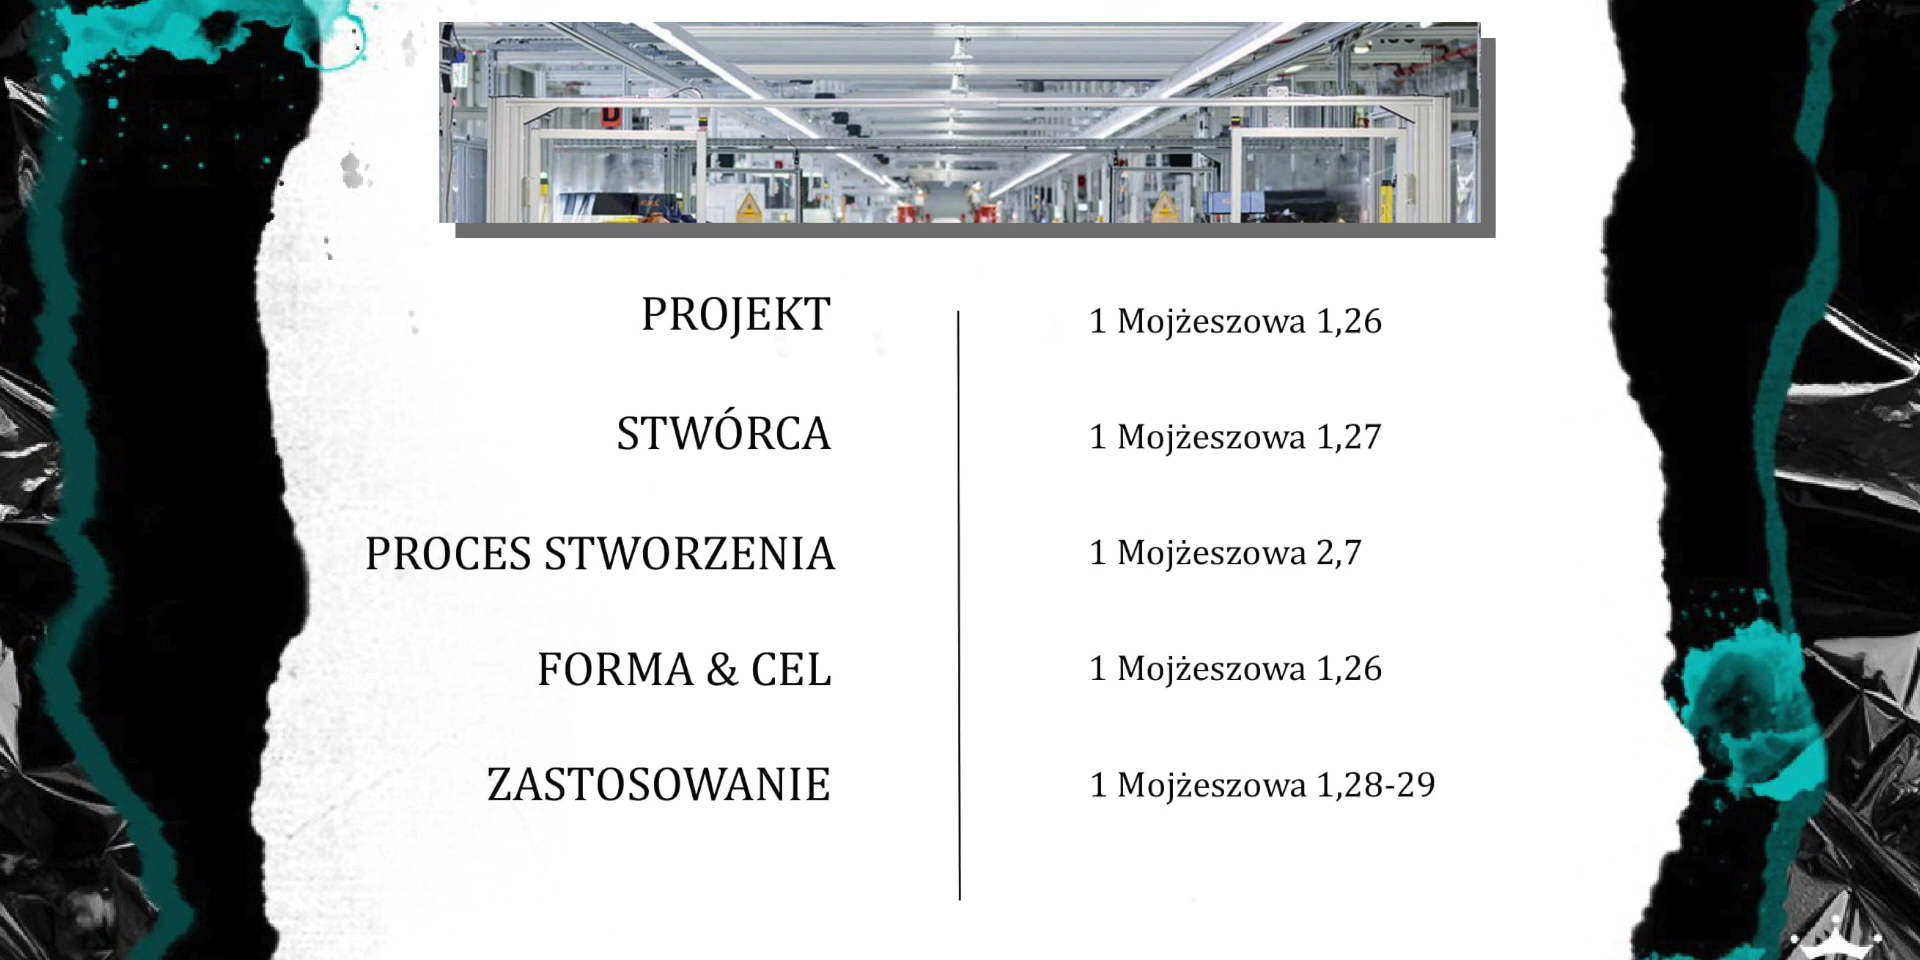 D
PROJEKT
1 Mojżeszowa 1,26
STWÓRCA
1 Mojżeszowa 1,27
PROCES STWORZENIA
1 Mojżeszowa 2,7
FORMA & CEL
1 Mojżeszowa 1,26
ZASTOSOWANIE
1 Mojżeszowa 1,28-29